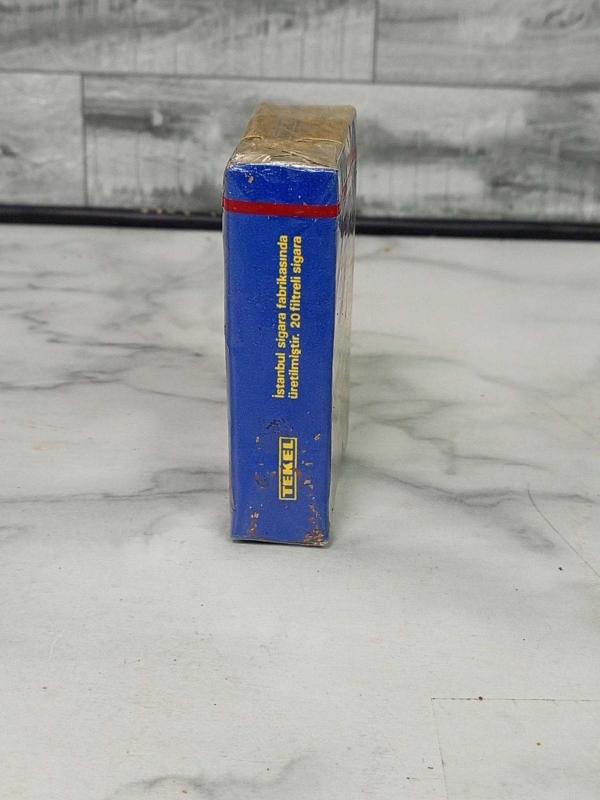 İstanbul sigara fabrikasında
üretilmiştir. 20 filtreli sigara
TEKEL